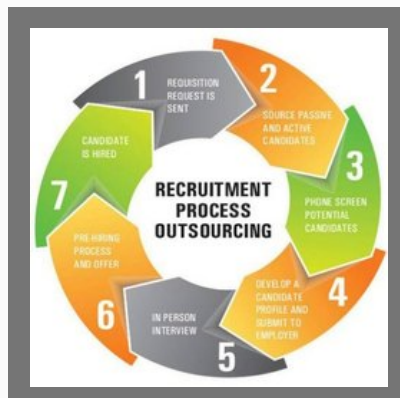 RECRUITMENT
PROCESS
OUTSOURCING
1
REQUISITION
REQUEST IS
SENT
2
SOURCE PASSIVE
AND ACTIVE
CANDIDATES
3
PHONE SCREEN
POTENTIAL
CANDIDATES
4
DEVELOP A
CANDIDATE
PROFILE AND
SUBMIT TO
EMPLOYER
5
IN PERSON
INTERVIEW
6
PRE-HIRING
PROCESS
AND OFFER
7
CANDIDATE
IS HIRED